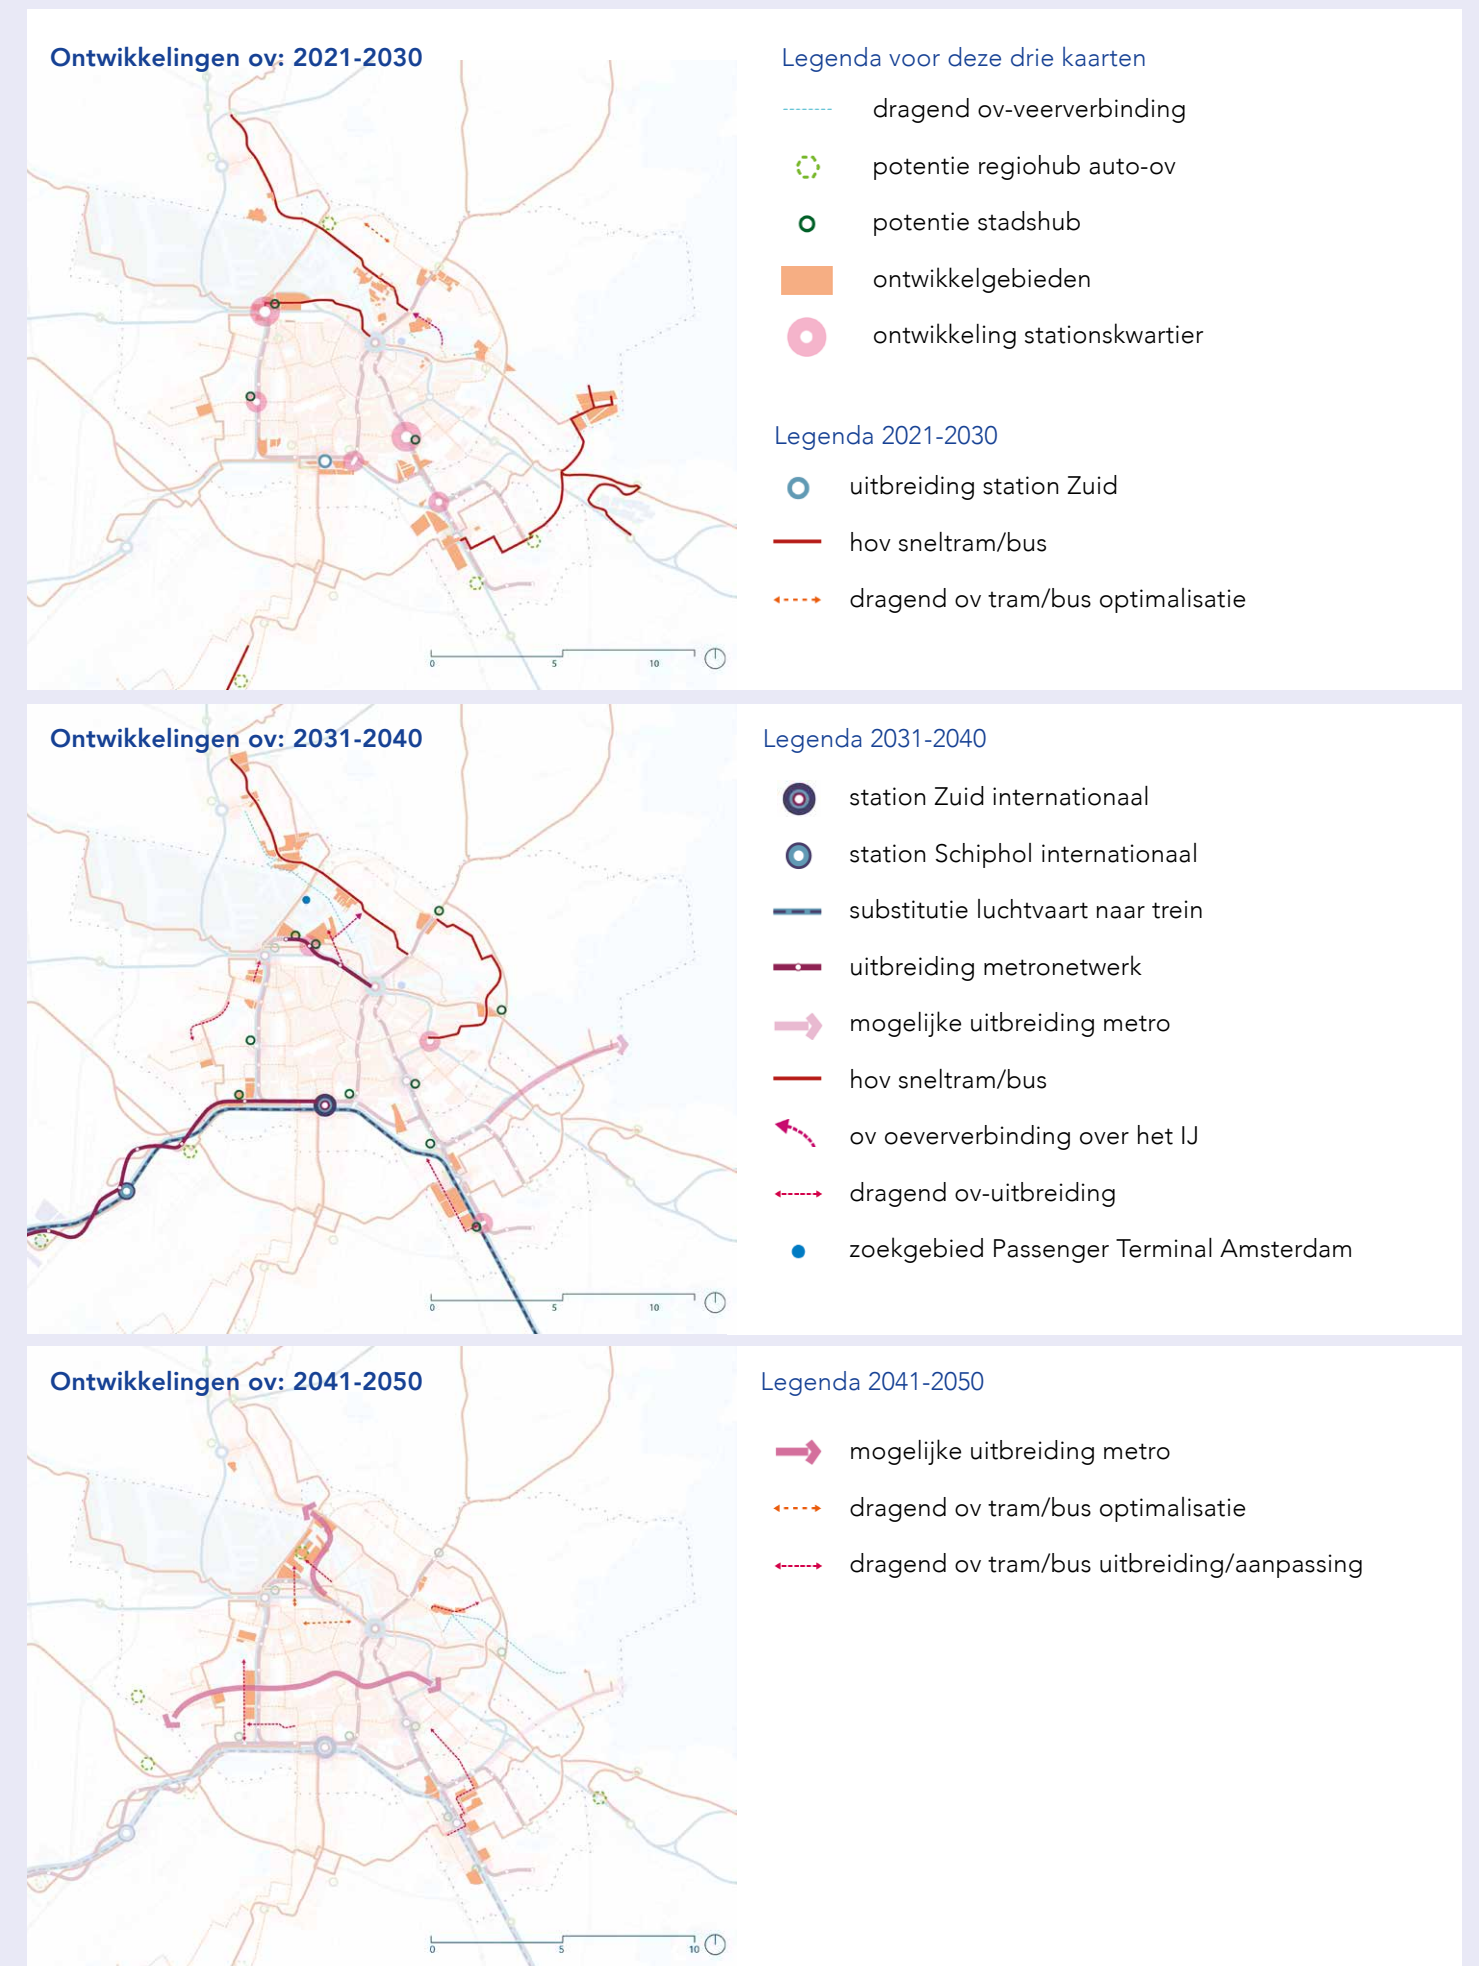 Ontwikkelingen ov: 2021-2030
0 5 10
Legenda voor deze drie kaarten
dragend ov-veerverbinding
potentie regiohub auto-ov
potentie stadshub
ontwikkelgebieden
ontwikkeling stationskwartier
Legenda 2021-2030
uitbreiding station Zuid
hov sneltram/bus
dragend ov tram/bus optimalisatie
Ontwikkelingen ov: 2031-2040
0 5 10
Legenda 2031-2040
station Zuid internationaal
station Schiphol internationaal
substitutie luchtvaart naar trein
uitbreiding metronetwerk
mogelijke uitbreiding metro
hov sneltram/bus
ov oeververbinding over het IJ
dragend ov-uitbreiding
zoekgebied Passenger Terminal Amsterdam
Ontwikkelingen ov: 2041-2050
0 5 10
Legenda 2041-2050
mogelijke uitbreiding metro
dragend ov tram/bus optimalisatie
dragend ov tram/bus uitbreiding/aanpassing